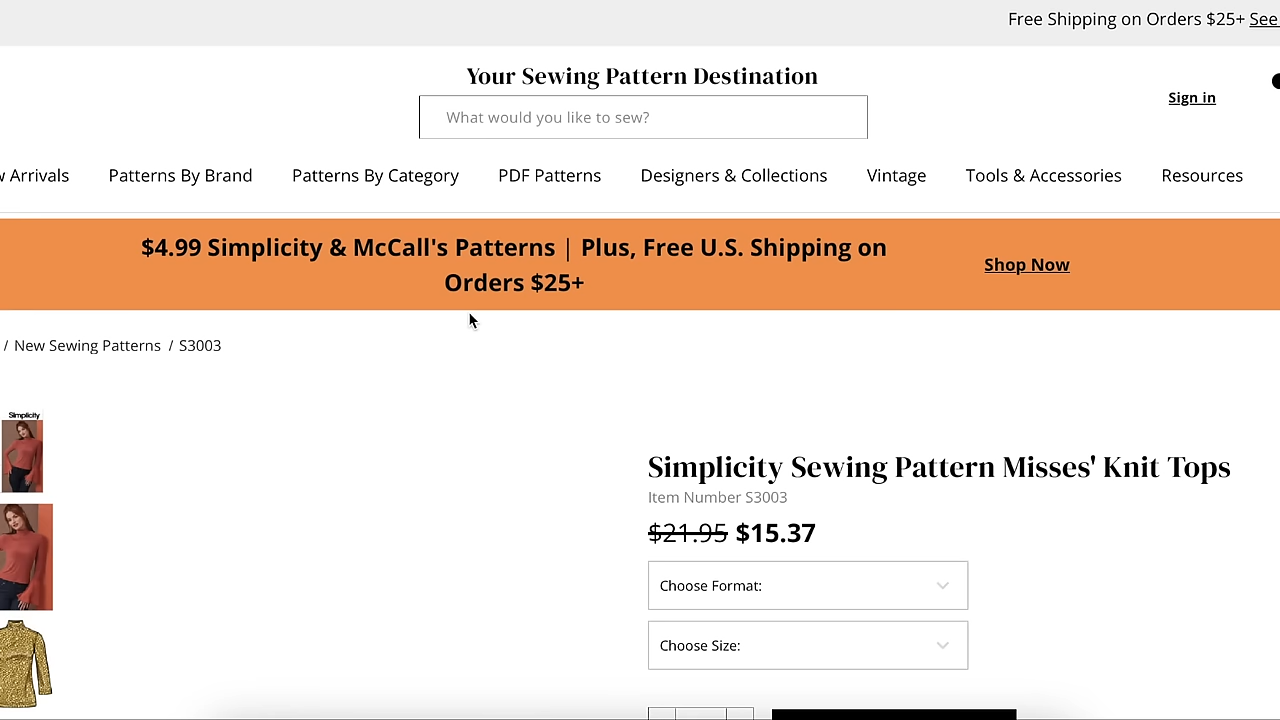 Free Shipping on Orders $25+ See
Your Sewing Pattern Destination
What would you like to sew?
Sign in
w Arrivals Patterns By Brand Patterns By Category PDF Patterns Designers & Collections Vintage Tools & Accessories Resources
$4.99 Simplicity & McCall's Patterns | Plus, Free U.S. Shipping on
Orders $25+
Shop Now
/ New Sewing Patterns / S3003
Simplicity
Simplicity Sewing Pattern Misses' Knit Tops
Item Number S3003
$21.95 $15.37
Choose Format:
Choose Size: